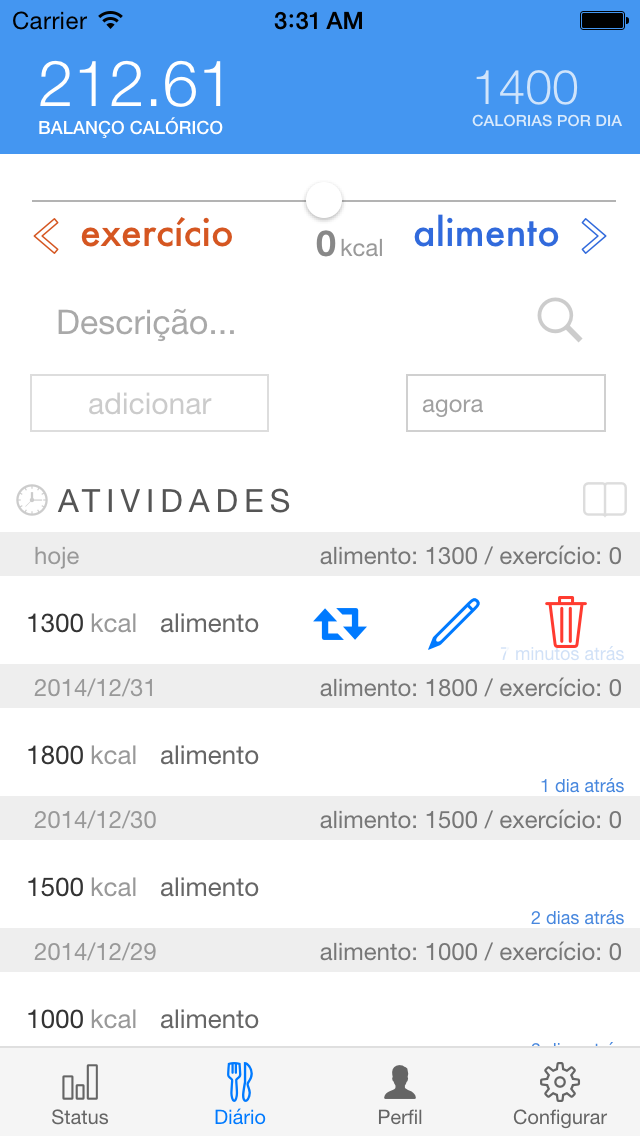 Carrier 3:31 AM
212.61 1400
BALANÇO CALÓRICO CALORIAS POR DIA
exercício 0 kcal alimento
Descrição...
adicionar agora
ATIVIDADES
hoje alimento: 1300 / exercício: 0
1300 kcal alimento
7 minutos atrás
2014/12/31 alimento: 1800 / exercício: 0
1800 kcal alimento
1 dia atrás
2014/12/30 alimento: 1500 / exercício: 0
1500 kcal alimento
2 dias atrás
2014/12/29 alimento: 1000 / exercício: 0
1000 kcal alimento
Status Diário Perfil Configurar